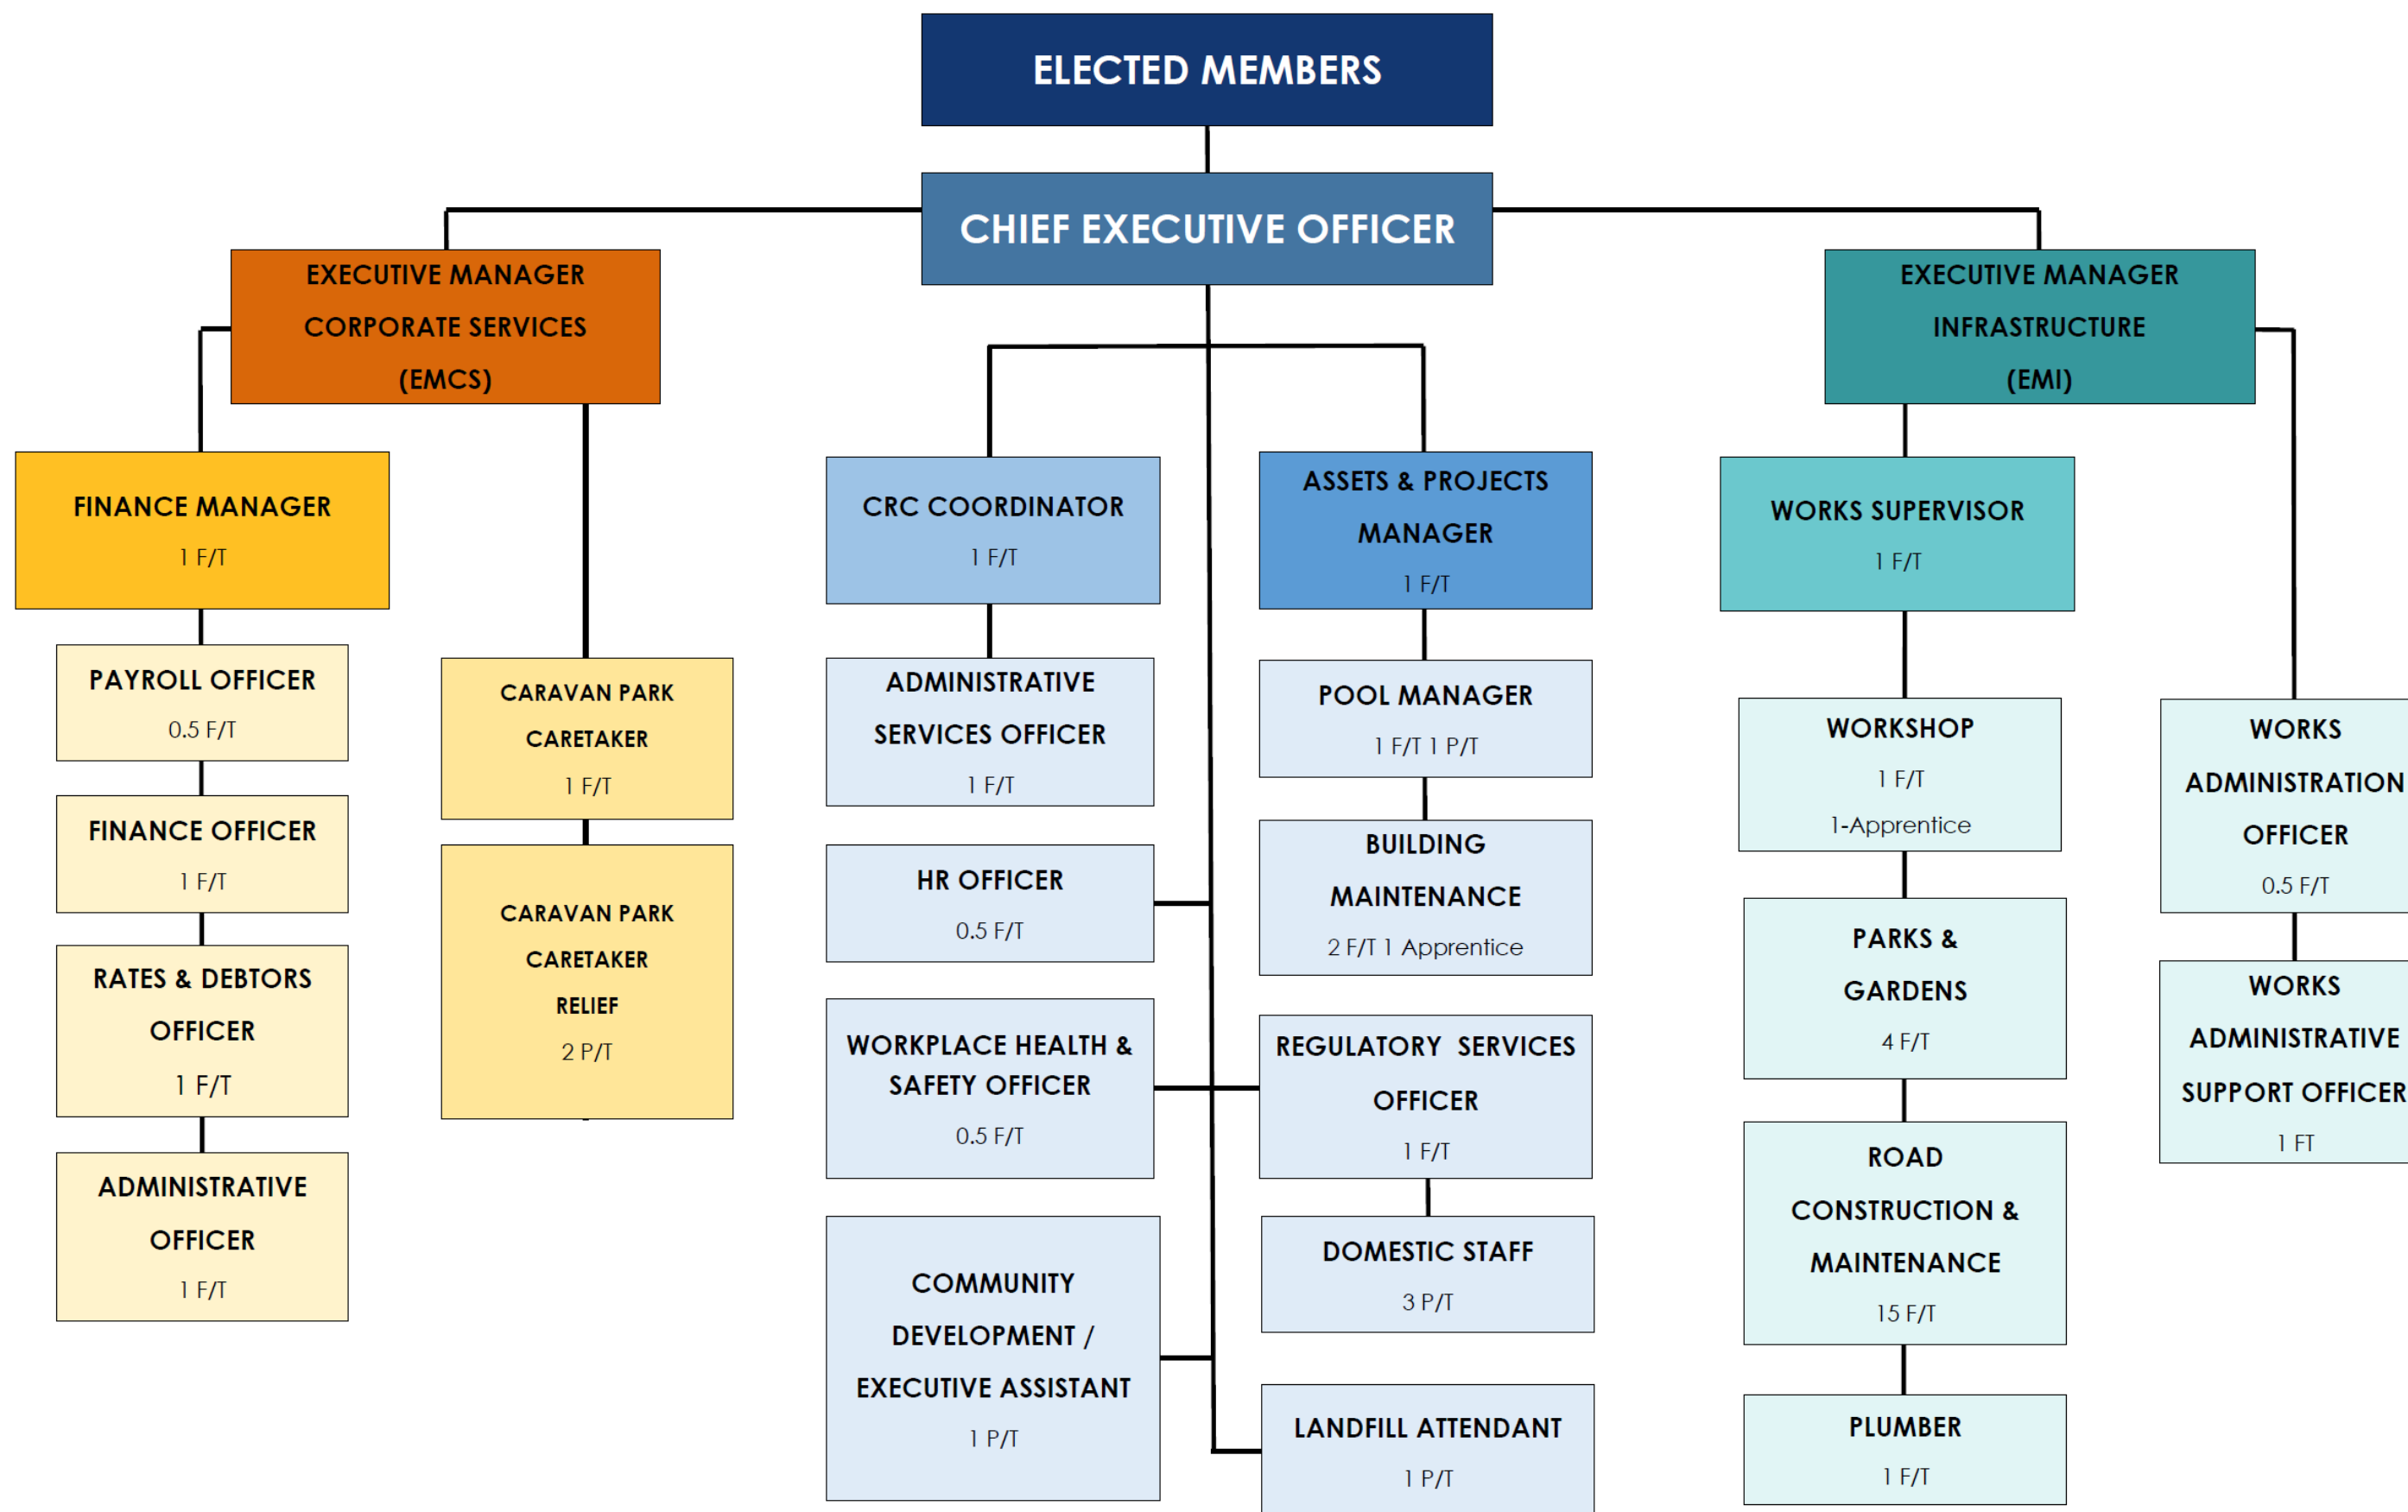 ELECTED MEMBERS
CHIEF EXECUTIVE OFFICER
EXECUTIVE MANAGER
CORPORATE SERVICES
(EMCS)
EXECUTIVE MANAGER
INFRASTRUCTURE
(EMI)
FINANCE MANAGER
1 F/T
PAYROLL OFFICER
0.5 F/T
FINANCE OFFICER
1 F/T
RATES & DEBTORS
OFFICER
1 F/T
ADMINISTRATIVE
OFFICER
1 F/T
CARAVAN PARK
CARETAKER
1 F/T
CARAVAN PARK
CARETAKER
RELIEF
2 P/T
CRC COORDINATOR
1 F/T
ADMINISTRATIVE
SERVICES OFFICER
1 F/T
HR OFFICER
0.5 F/T
WORKPLACE HEALTH &
SAFETY OFFICER
0.5 F/T
COMMUNITY
DEVELOPMENT /
EXECUTIVE ASSISTANT
1 P/T
ASSETS & PROJECTS
MANAGER
1 F/T
POOL MANAGER
1 F/T 1 P/T
BUILDING
MAINTENANCE
2 F/T 1 Apprentice
REGULATORY SERVICES
OFFICER
1 F/T
DOMESTIC STAFF
3 P/T
LANDFILL ATTENDANT
1 P/T
WORKS SUPERVISOR
1 F/T
WORKSHOP
1 F/T
1-Apprentice
PARKS &
GARDENS
4 F/T
ROAD
CONSTRUCTION &
MAINTENANCE
15 F/T
PLUMBER
1 F/T
WORKS
ADMINISTRATION
OFFICER
0.5 F/T
WORKS
ADMINISTRATIVE
SUPPORT OFFICER
1 FT